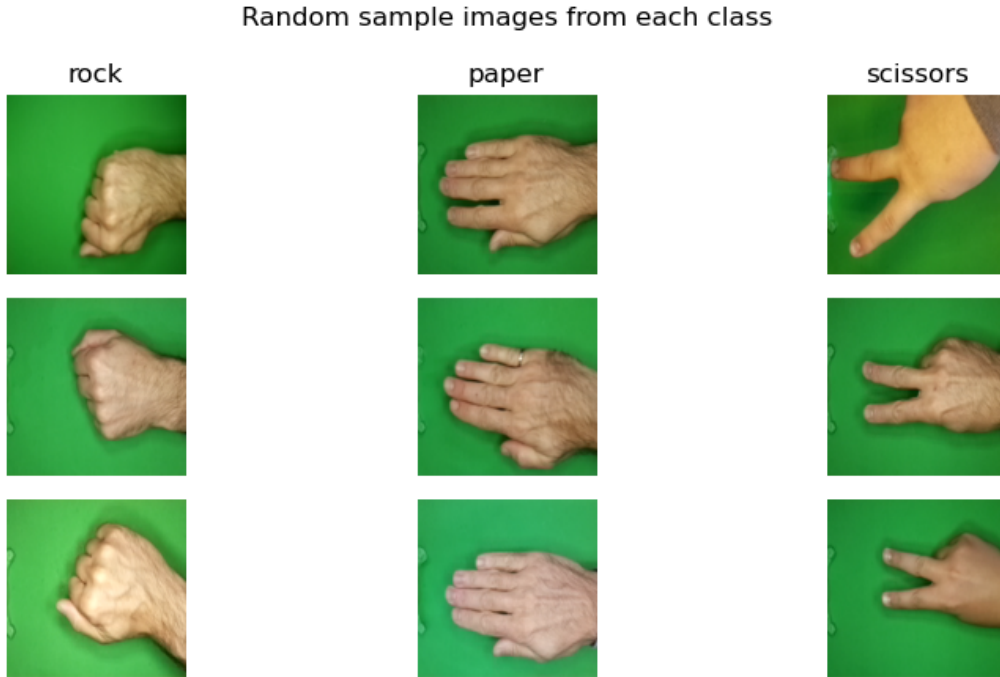 Random sample images from each class
rock
paper
scissors